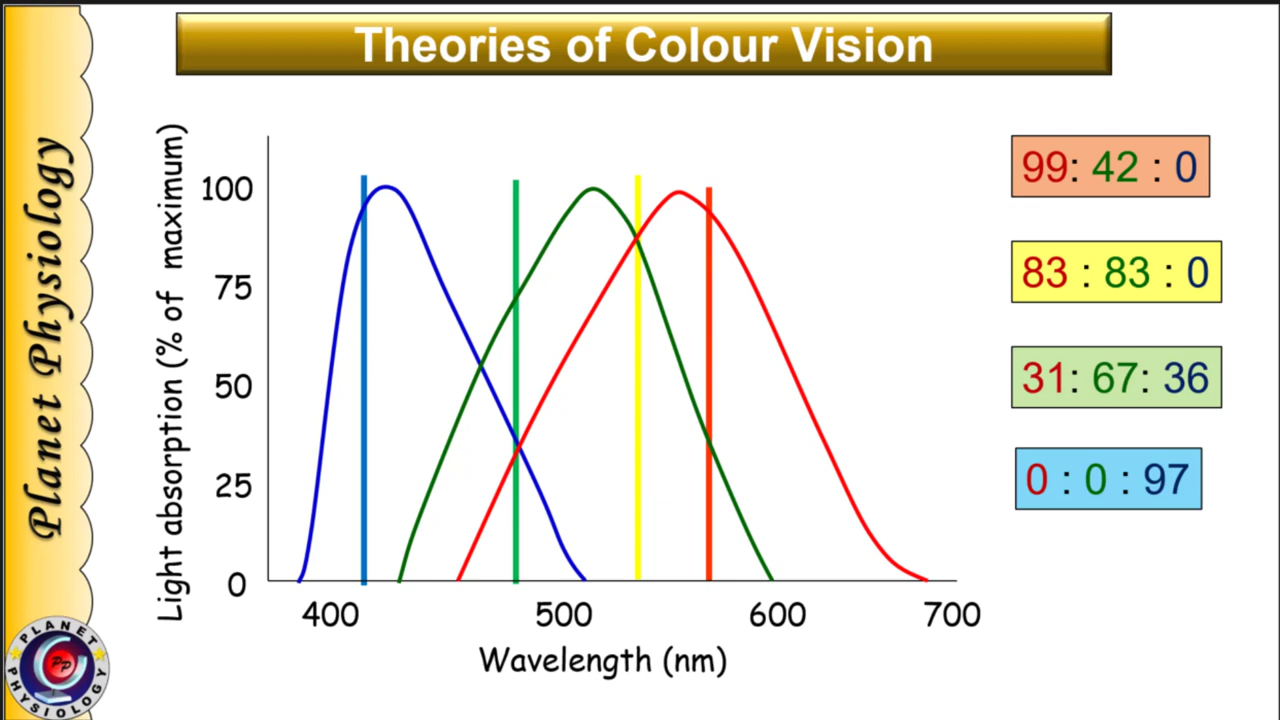 Theories of Colour Vision
Planet Physiology
Light absorption (% of maximum)
100
75
50
25
0
400 500 600 700
Wavelength (nm)
99: 42 : 0
83 : 83 : 0
31: 67: 36
0 : 0 : 97
PLANET
PP
PHYSIOLOGY